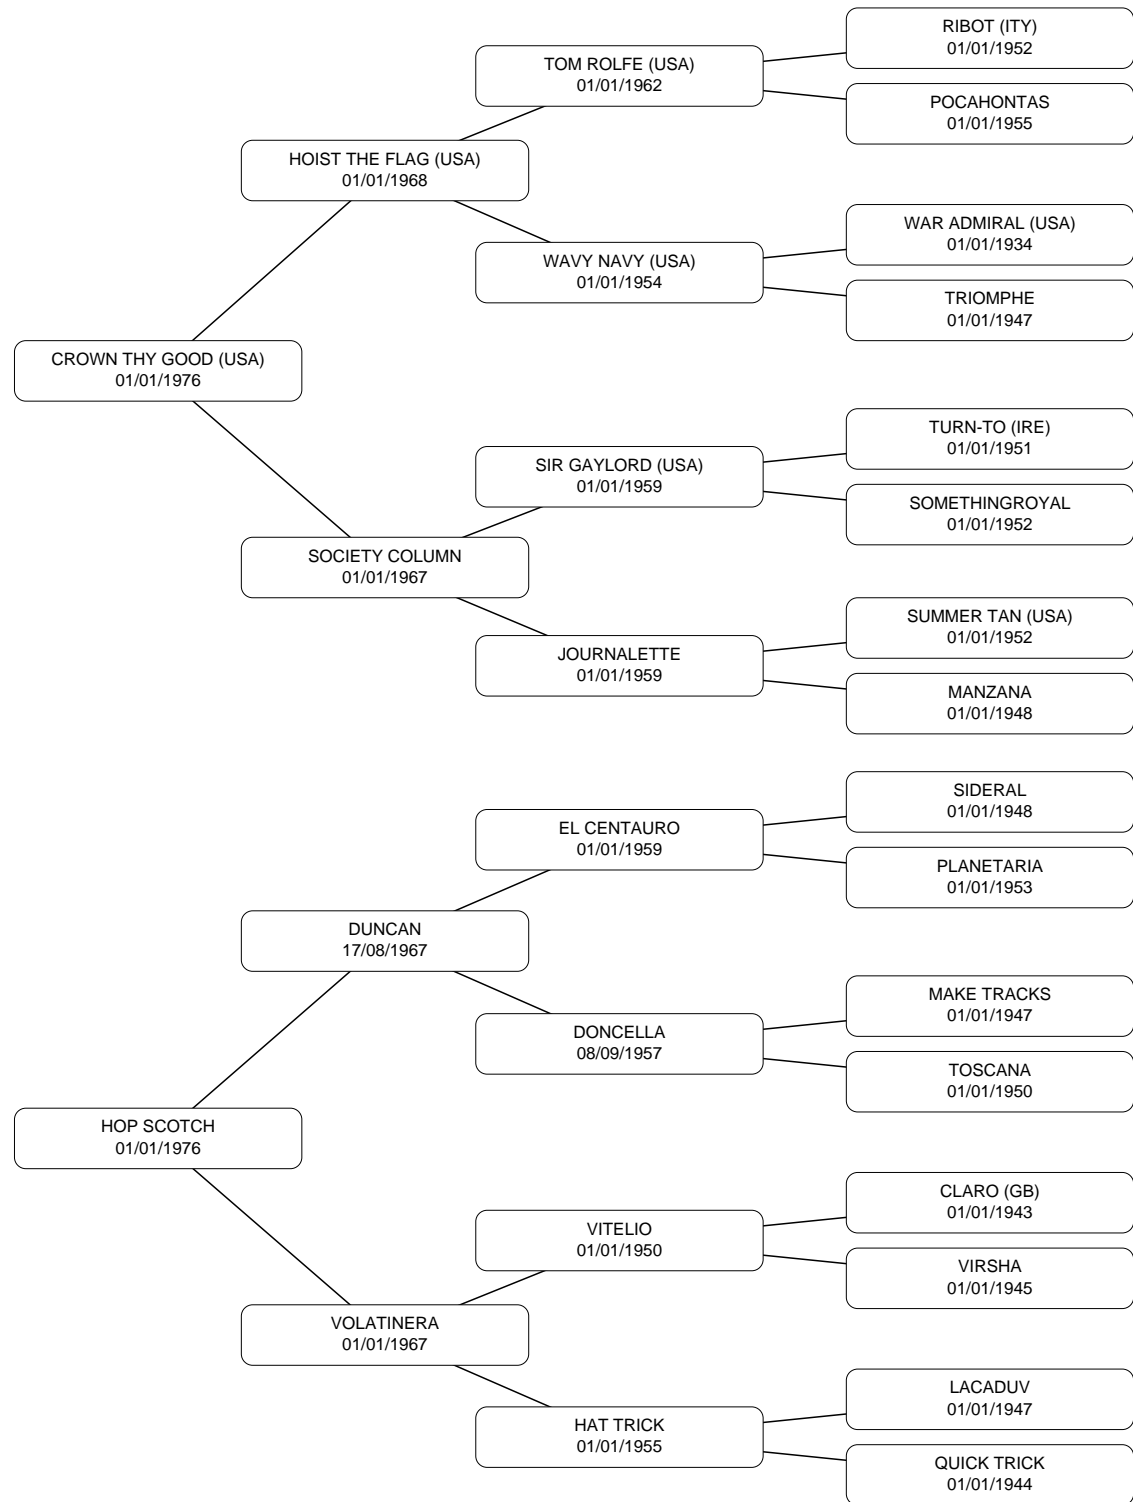 RIBOT (ITY)
01/01/1952
TOM ROLFE (USA)
01/01/1962
POCAHONTAS
01/01/1955
HOIST THE FLAG (USA)
01/01/1968
WAR ADMIRAL (USA)
01/01/1934
WAVY NAVY (USA)
01/01/1954
TRIOMPHE
01/01/1947
CROWN THY GOOD (USA)
01/01/1976
TURN-TO (IRE)
01/01/1951
SIR GAYLORD (USA)
01/01/1959
SOMETHINGROYAL
01/01/1952
SOCIETY COLUMN
01/01/1967
SUMMER TAN (USA)
01/01/1952
JOURNALETTE
01/01/1959
MANZANA
01/01/1948
SIDERAL
01/01/1948
EL CENTAURO
01/01/1959
PLANETARIA
01/01/1953
DUNCAN
17/08/1967
MAKE TRACKS
01/01/1947
DONCELLA
08/09/1957
TOSCANA
01/01/1950
HOP SCOTCH
01/01/1976
CLARO (GB)
01/01/1943
VITELIO
01/01/1950
VIRSHA
01/01/1945
VOLATINERA
01/01/1967
LACADUV
01/01/1947
HAT TRICK
01/01/1955
QUICK TRICK
01/01/1944